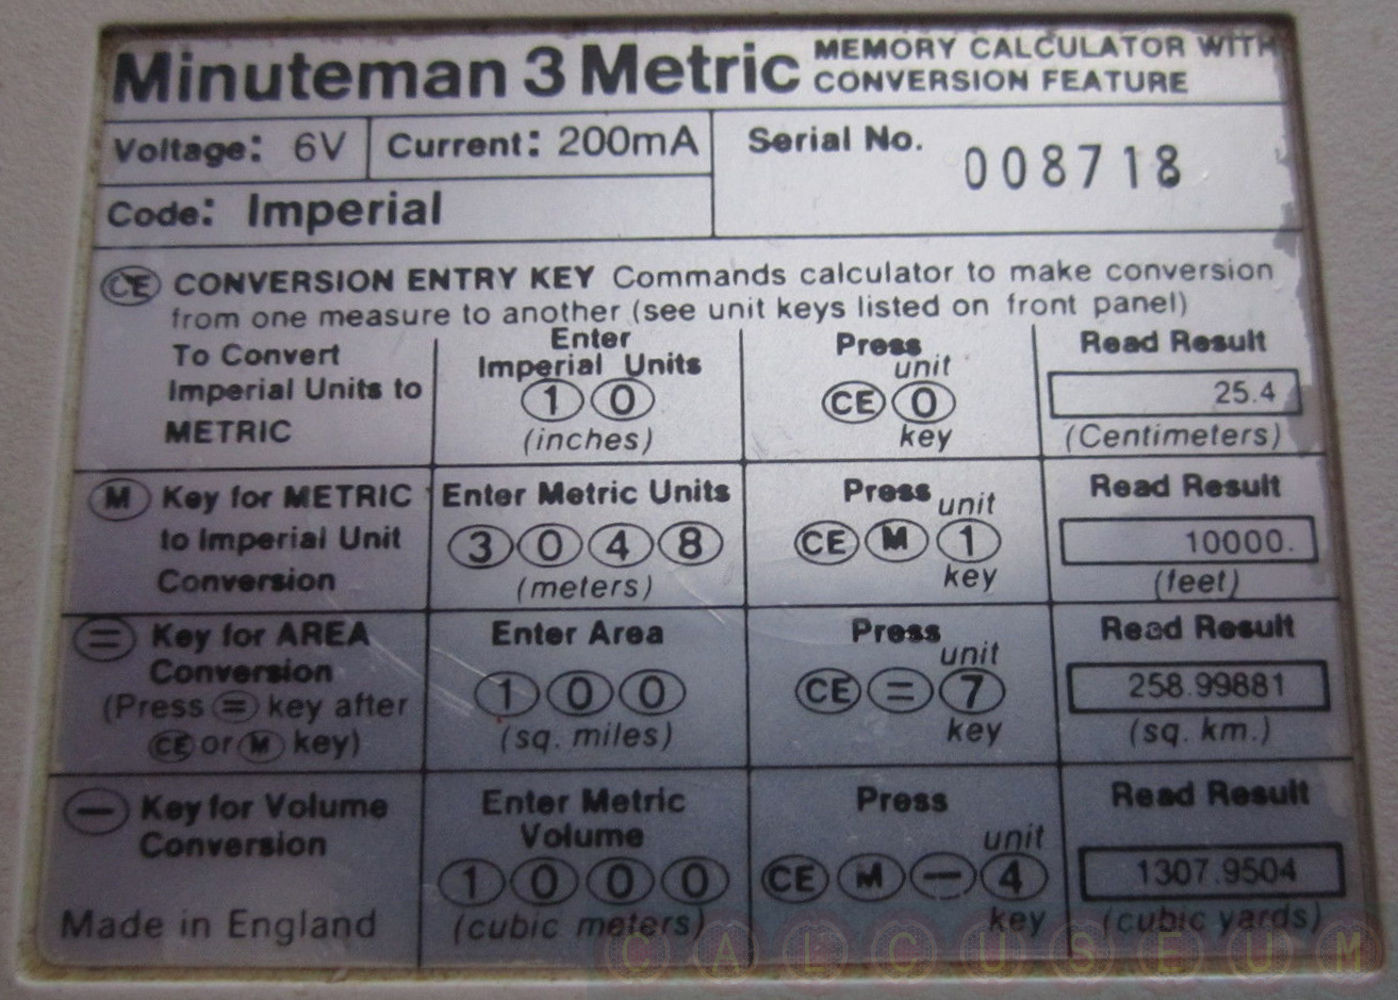 Minuteman 3 Metric MEMORY CALCULATOR WITH
CONVERSION FEATURE
Voltage: 6V Current: 200mA Serial No. 008718
Code: Imperial
CE CONVERSION ENTRY KEY Commands calculator to make conversion
from one measure to another (see unit keys listed on front panel)
To Convert
Imperial Units to
METRIC
Enter
Imperial Units
1 0
(inches)
Press
unit
CE 0
key
Read Result
25.4
(Centimeters)
M Key for METRIC
to Imperial Unit
Conversion
Enter Metric Units
3 0 4 8
(meters)
Press
unit
CE M 1
key
Read Result
10000.
(feet)
= Key for AREA
Conversion
(Press = key after
CE or M key)
Enter Area
1 0 0
(sq. miles)
Press
unit
CE = 7
key
Read Result
258.99881
(sq. km.)
− Key for Volume
Conversion
Enter Metric
Volume
1 0 0 0
(cubic meters)
Press
unit
CE M − 4
key
Read Result
1307.9504
(cubic yards)
Made in England
CALCUSEUM